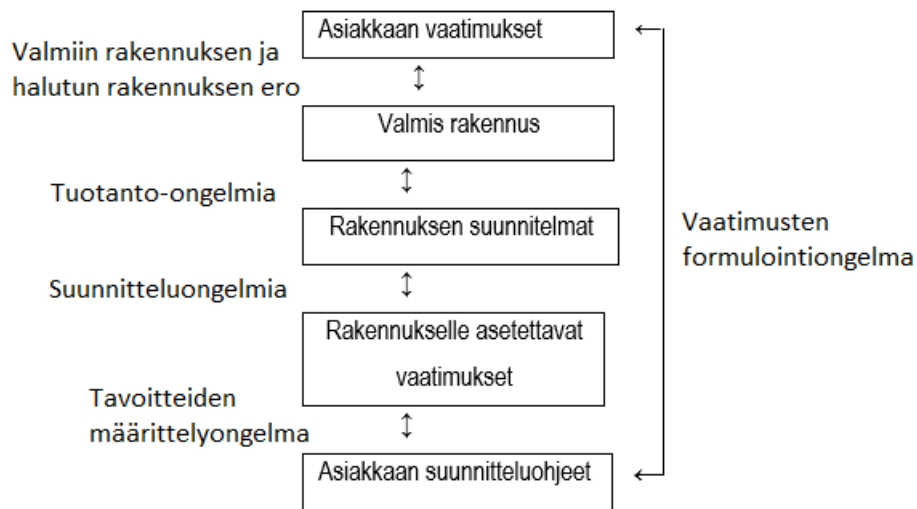 Asiakkaan vaatimukset
Valmiin rakennuksen ja
halutun rakennuksen ero
Valmis rakennus
Tuotanto-ongelmia
Rakennuksen suunnitelmat
Vaatimusten
formulointiongelma
Suunnitteluongelmia
Rakennukselle asetettavat
vaatimukset
Tavoitteiden
määrittelyongelma
Asiakkaan suunnitteluohjeet